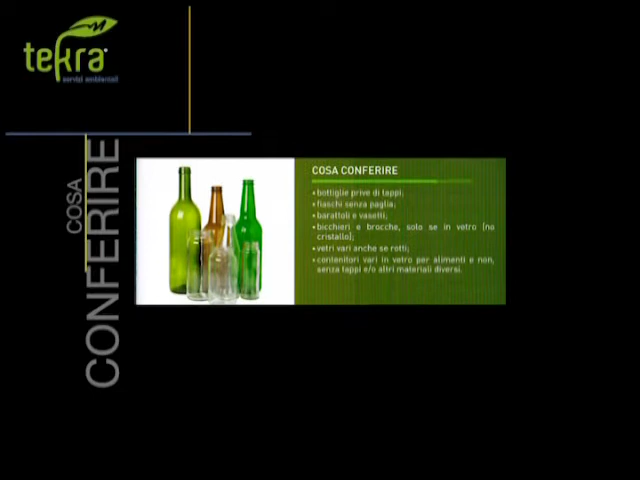 tekra
servizi ambientali
COSA
CONFERIRE
COSA CONFERIRE
• bottiglie prive di tappi;
• fiaschi senza paglia;
• barattoli e vasetti;
• bicchieri e brocche, solo se in vetro (no
cristallo);
• vetri vari anche se rotti;
• contenitori vari in vetro per alimenti e non,
senza tappi e/o altri materiali diversi.